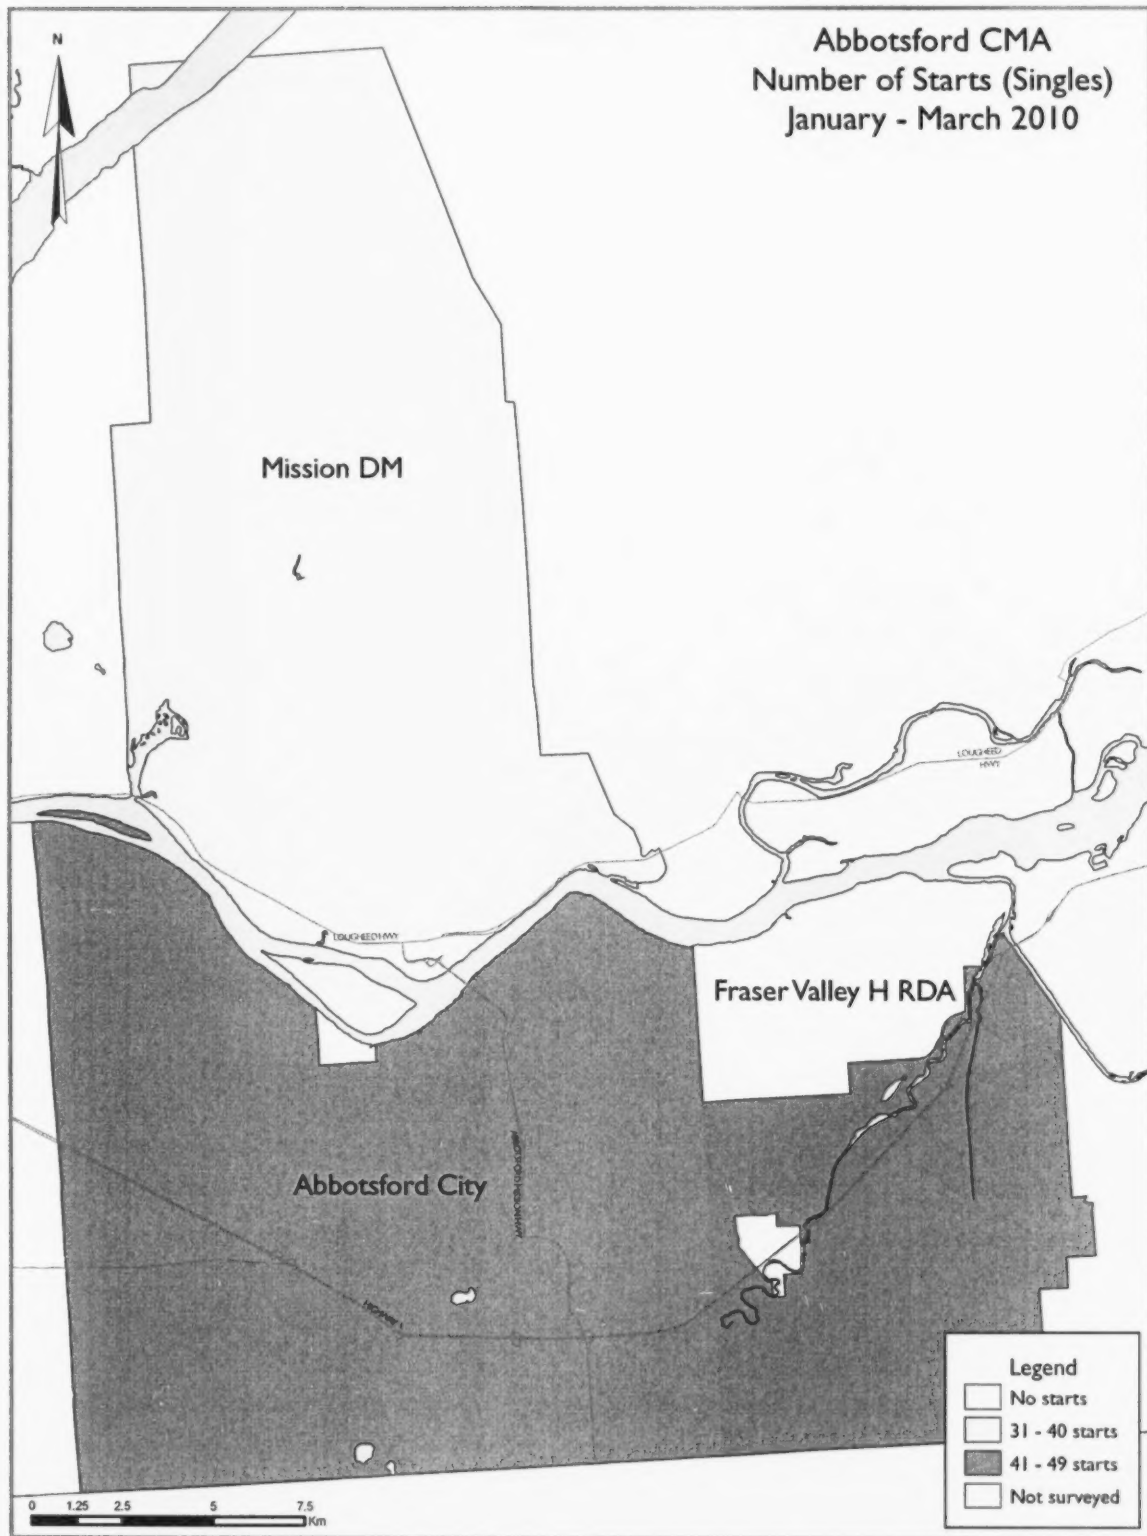 Abbotsford CMA
Number of Starts (Singles)
January - March 2010
N
Mission DM
LOUGHEED
HWY
LOUGHEED HWY
Fraser Valley H RDA
Abbotsford City
HIGHWAY 1
Legend
No starts
31 - 40 starts
41 - 49 starts
Not surveyed
0 1.25 2.5 5 7.5
Km